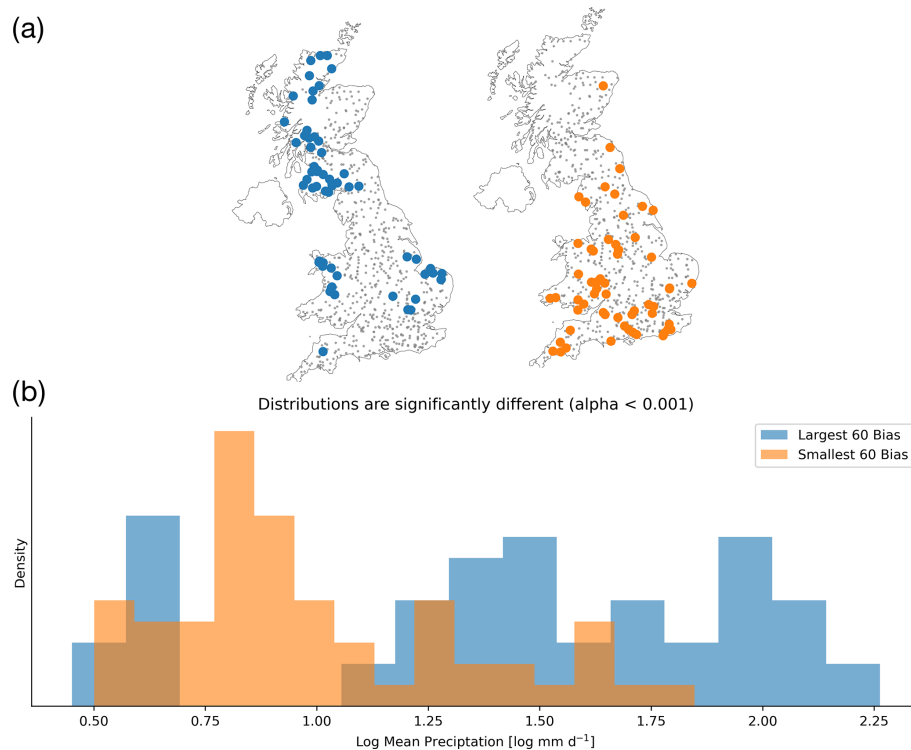 (a)
(b)
Distributions are significantly different (alpha < 0.001)
Largest 60 Bias
Smallest 60 Bias
Density
0.50 0.75 1.00 1.25 1.50 1.75 2.00 2.25
Log Mean Preciptation [log mm d⁻¹]